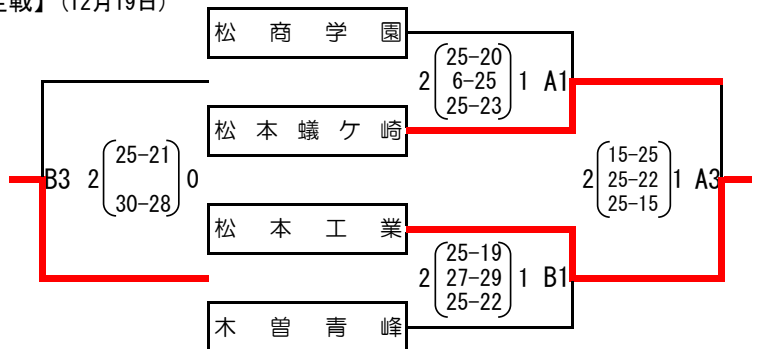 定戦】(12月19日)
松商学園
2 25-20 1 A1
6-25
25-23
松本蟻ケ崎
B3 2 25-21 0
30-28
2 15-25 1 A3
25-22
25-15
松本工業
2 25-19 1 B1
27-29
25-22
木曽青峰